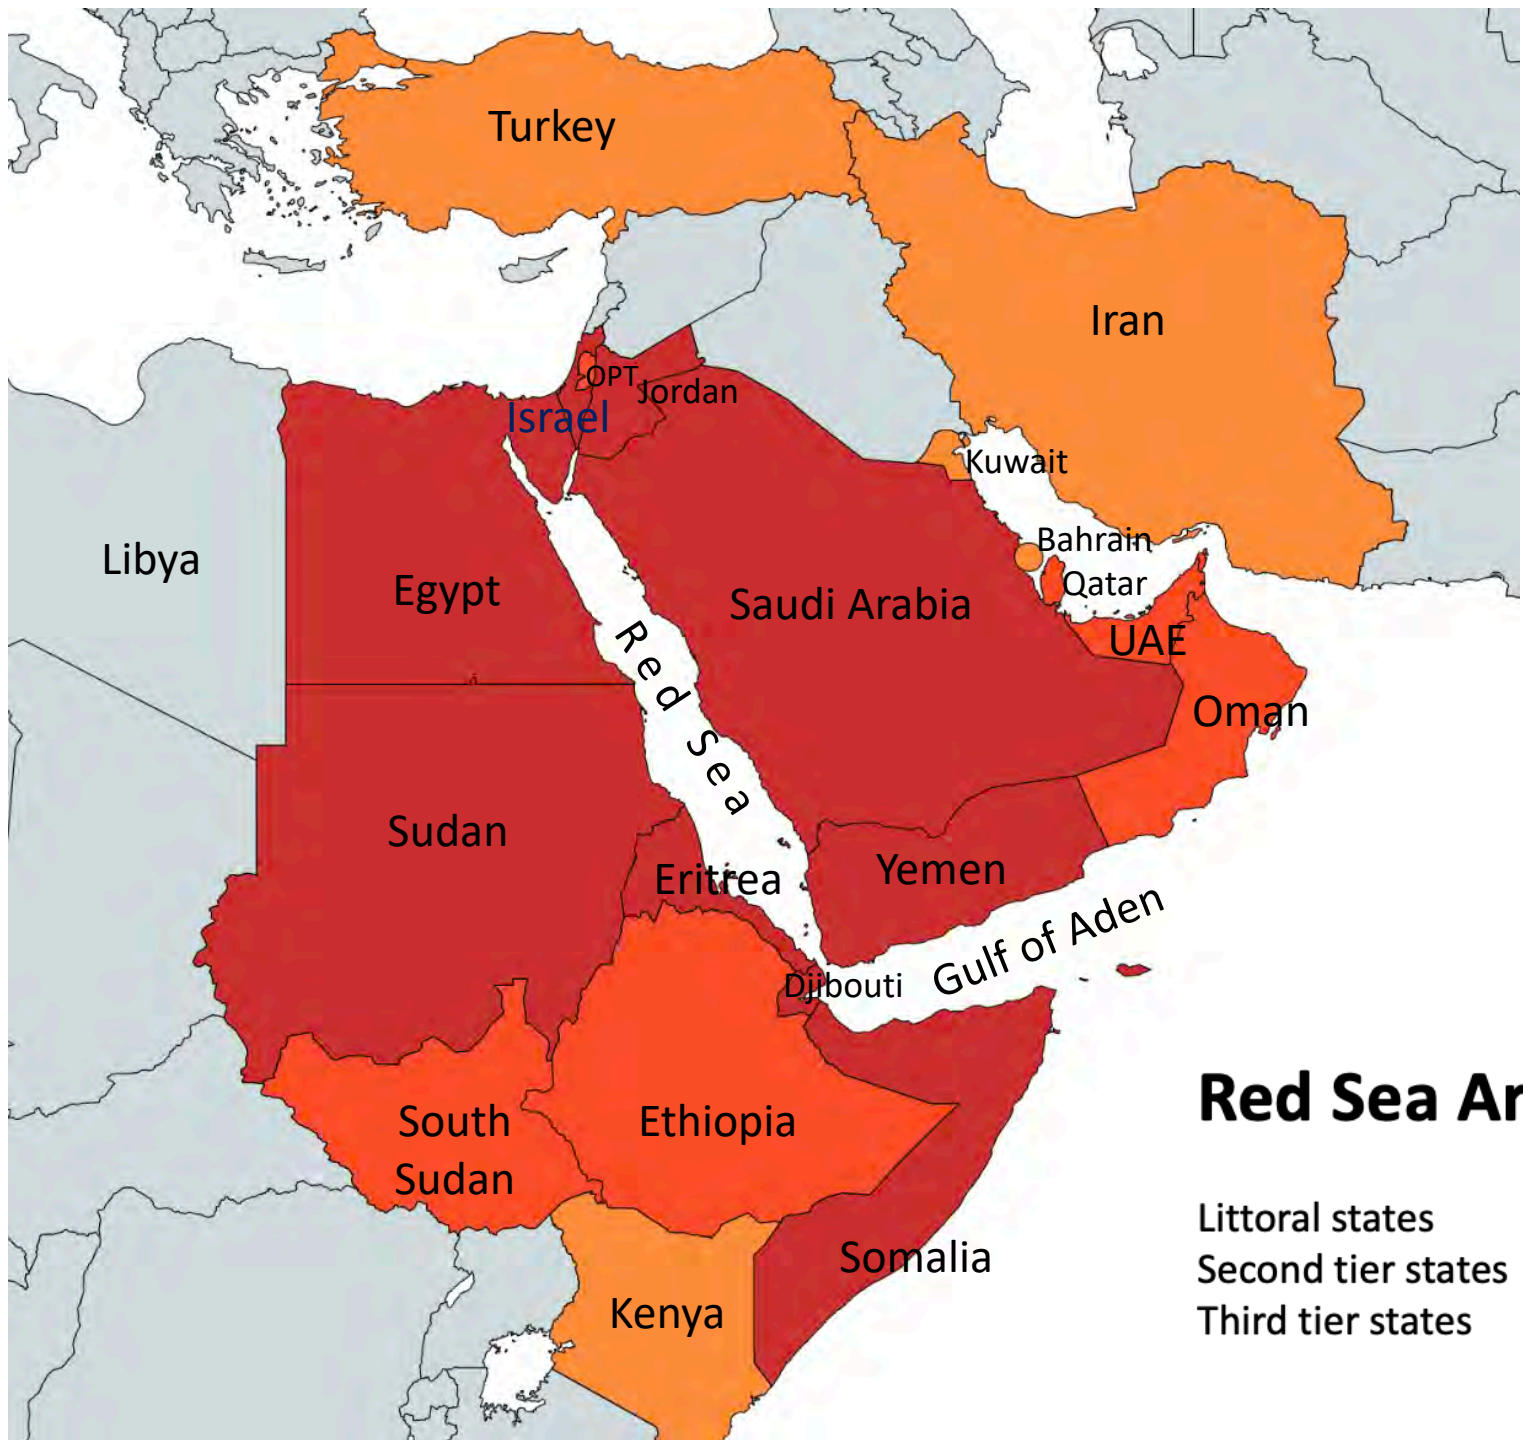 Turkey
Iran
OPT
Jordan
Israel
Kuwait
Bahrain
Qatar
Libya
Egypt
Saudi Arabia
UAE
Red Sea
Oman
Sudan
Eritrea
Yemen
Gulf of Aden
Djibouti
Red Sea Ar
South
Sudan
Ethiopia
Littoral states
Somalia
Second tier states
Kenya
Third tier states